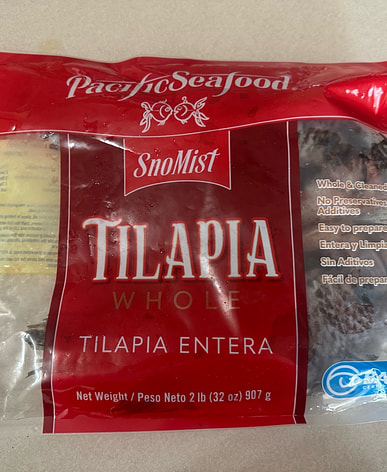 PacificSeafood
SnoMist
TILAPIA
WHOLE
TILAPIA ENTERA
Net Weight / Peso Neto 2 lb (32 oz) 907 g
Whole & Cleaned
No Preservatives
Additives
Easy to prepare
Entera y Limpia
Sin Aditivos
Fácil de prepar